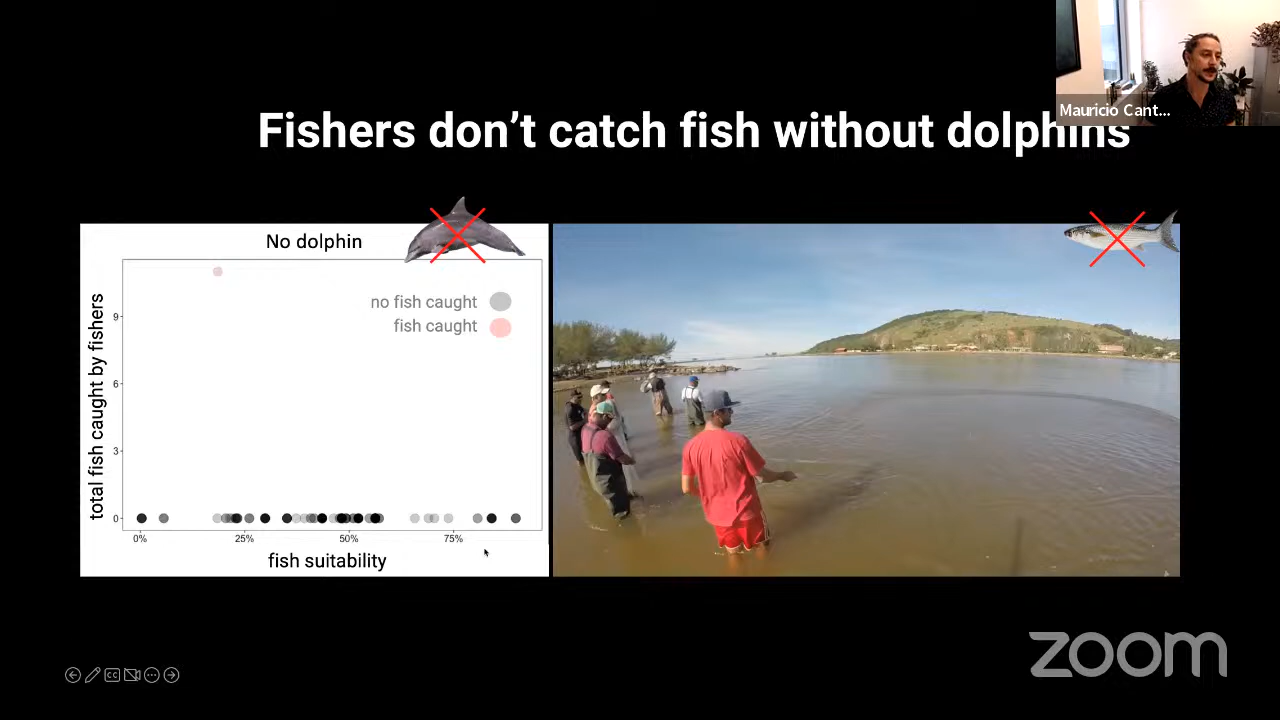 Mauricio Cant...
Fishers don't catch fish without dolphins
No dolphin
no fish caught
fish caught
total fish caught by fishers
9
6
3
0
0%
25%
50%
75%
fish suitability
CC
zoom